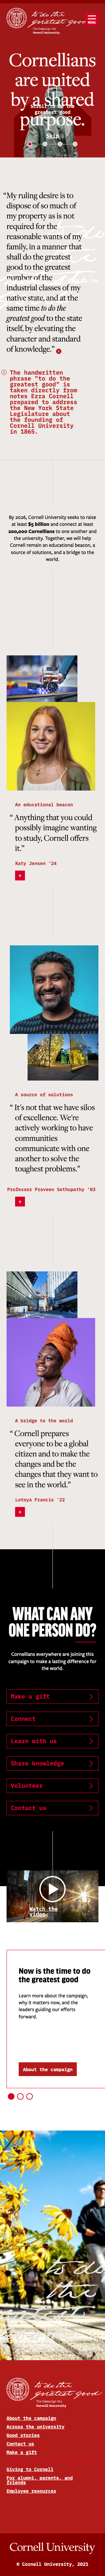 to do the
greatest good
The Campaign for
Cornell University
MENU
Cornellians
are united
by a shared
purpose.
greatest good
Skip
“My ruling desire is to
dispose of so much of
my property as is not
required for the
reasonable wants of my
family, in a manner that
shall do the greatest
good to the greatest
number of the
industrial classes of my
native state, and at the
same time to do the
greatest good to the state
itself, by elevating the
character and standard
of knowledge.”
The handwritten
phrase "to do the
greatest good" is
taken directly from
notes Ezra Cornell
prepared to address
the New York State
Legislature about
the founding of
Cornell University
in 1865.
By 2026, Cornell University seeks to raise at
least $5 billion and connect at least
200,000 Cornellians to one another and
the university. Together, we will help
Cornell remain an educational beacon, a
source of solutions, and a bridge to the
world.
An educational beacon
“ Anything that you could
possibly imagine wanting
to study, Cornell offers
it.”
Katy Jensen ‘24
+
A source of solutions
“ It's not that we have silos
of excellence. We're
actively working to have
communities
communicate with one
another to solve the
toughest problems.”
Professor Praveen Sethupathy ‘03
+
A bridge to the world
“ Cornell prepares
everyone to be a global
citizen and to make the
changes and be the
changes that they want to
see in the world.”
Latoya Francis ‘22
+
WHAT CAN ANY
ONE PERSON DO?
Cornellians everywhere are joining this
campaign to make a lasting difference for
the world.
Make a gift
Connect
Learn with us
Share knowledge
Volunteer
Contact us
Watch the
video
Now is the time to do
the greatest good
Learn more about the campaign,
why it matters now, and the
leaders guiding our efforts
forward.
About the campaign
to do the
to do the
greatest good
The Campaign for
Cornell University
About the campaign
Across the university
Good stories
Contact us
Make a gift
Giving to Cornell
For alumni, parents, and
friends
Employee resources
Cornell University
© Cornell University, 2021